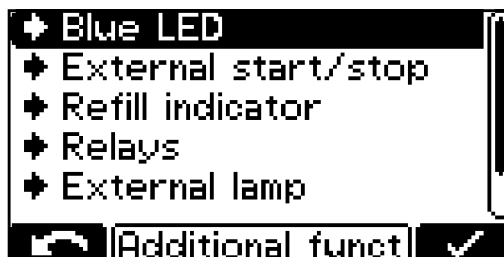 Blue LED
External start/stop
Refill indicator
Relays
External lamp
Additional funct